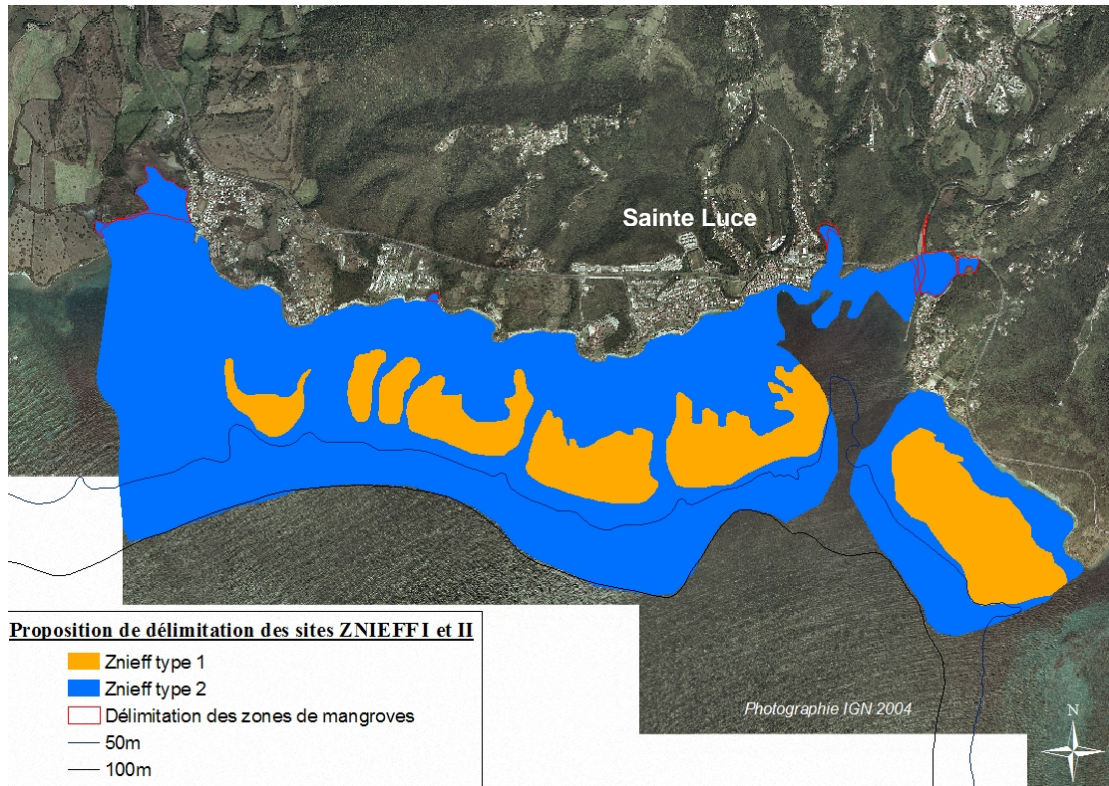 Sainte Luce
Proposition de délimitation des sites ZNIEFF I et II
Znieff type 1
Znieff type 2
Délimitation des zones de mangroves
50m
100m
Photographie IGN 2004
N